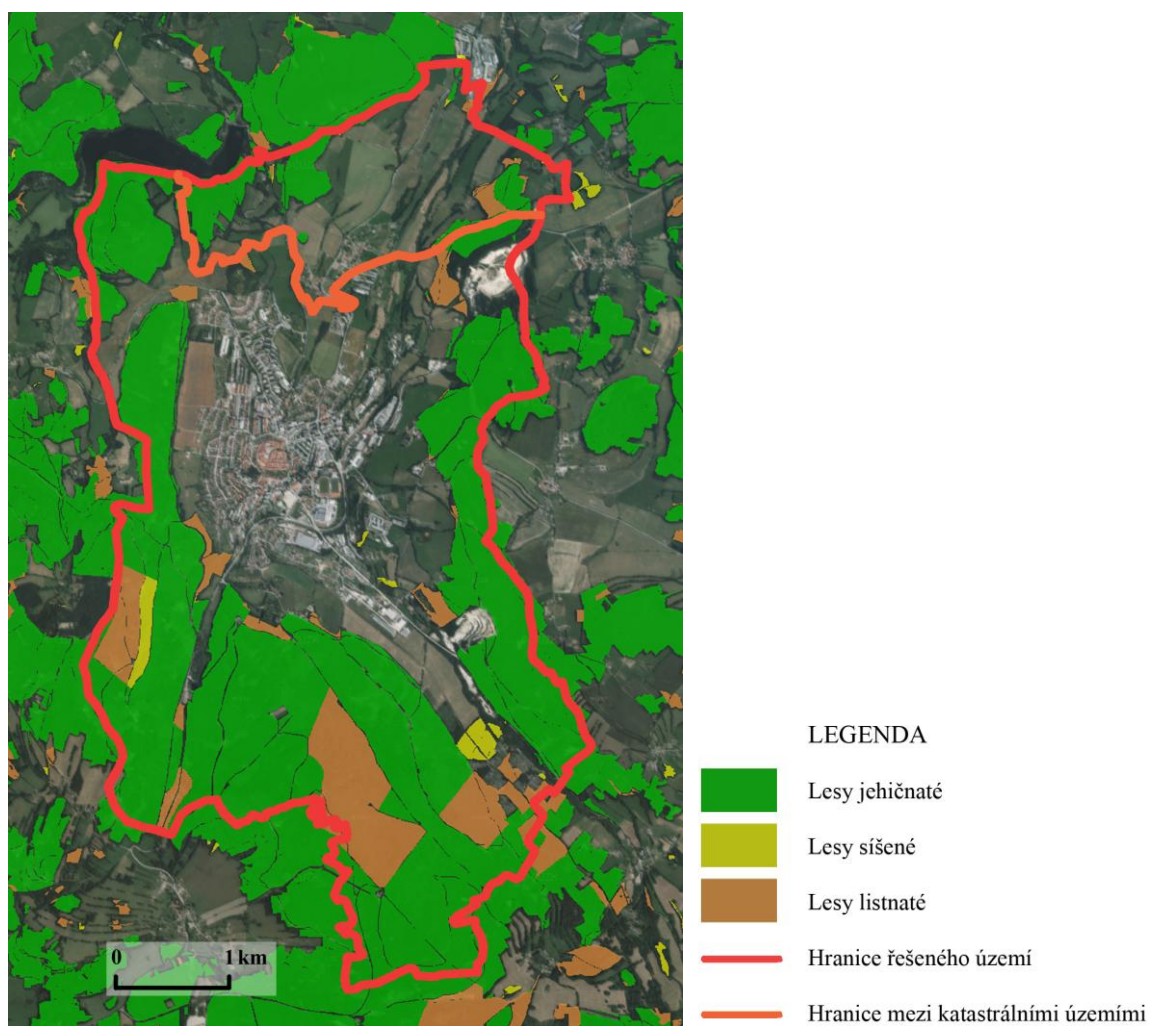 LEGENDA
Lesy jehičnaté
Lesy síšené
Lesy listnaté
Hranice řešeného území
Hranice mezi katastrálními územími
0 1 km